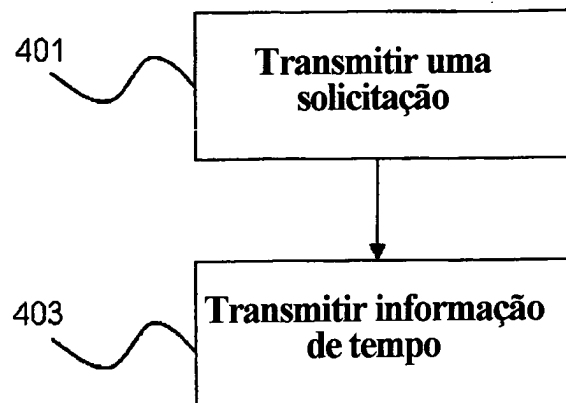 401
Transmitir uma
solicitação
403
Transmitir informação
de tempo